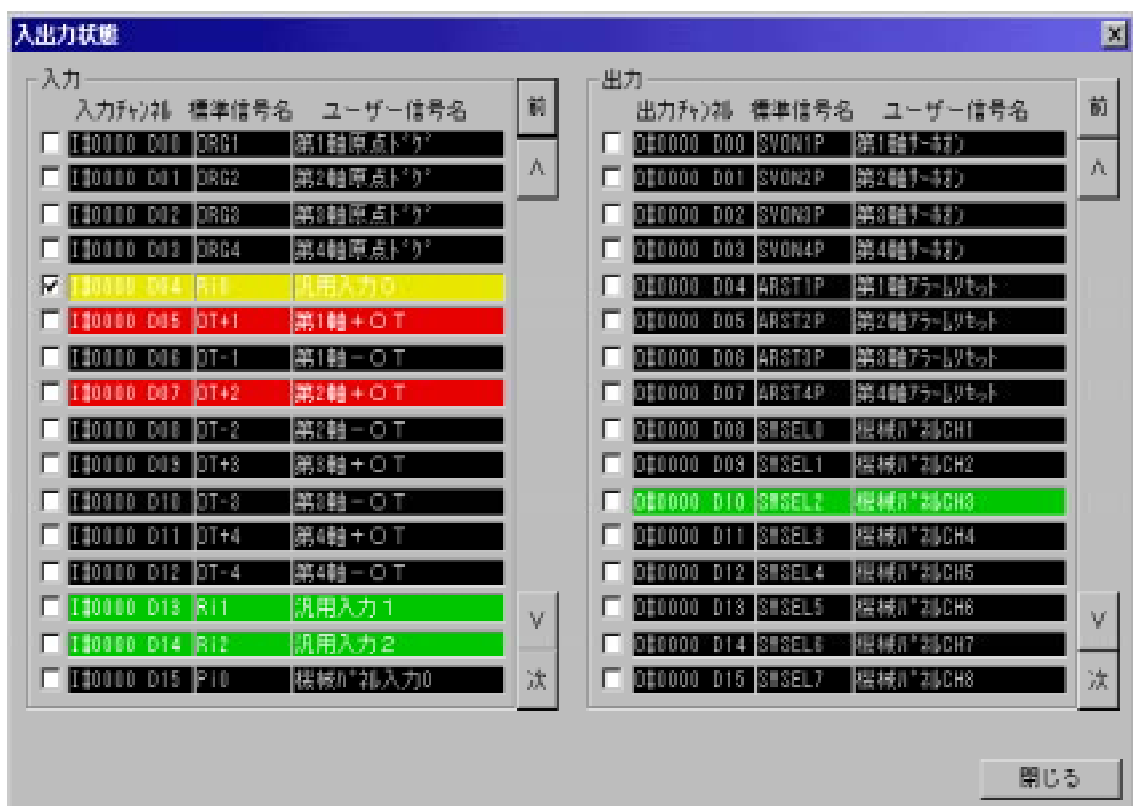 入出力状態
入力
入力ﾁｬﾝﾈﾙ 標準信号名 ユーザー信号名 前
I#0000 D00 ORG1 第1軸原点ﾄﾞｸﾞ
I#0000 D01 ORG2 第2軸原点ﾄﾞｸﾞ
I#0000 D02 ORG3 第3軸原点ﾄﾞｸﾞ
I#0000 D03 ORG4 第4軸原点ﾄﾞｸﾞ
I#0000 D04 Ri0 汎用入力０
I#0000 D05 OT+1 第1軸＋ＯＴ
I#0000 D06 OT-1 第1軸－ＯＴ
I#0000 D07 OT+2 第2軸＋ＯＴ
I#0000 D08 OT-2 第2軸－ＯＴ
I#0000 D09 OT+3 第3軸＋ＯＴ
I#0000 D10 OT-3 第3軸－ＯＴ
I#0000 D11 OT+4 第4軸＋ＯＴ
I#0000 D12 OT-4 第4軸－ＯＴ
I#0000 D13 Ri1 汎用入力１
I#0000 D14 Ri2 汎用入力２
I#0000 D15 Pi0 機械ﾊﾟﾈﾙ入力0 次
出力
出力ﾁｬﾝﾈﾙ 標準信号名 ユーザー信号名 前
O#0000 D00 SVON1P 第1軸ｻｰﾎﾞｵﾝ
O#0000 D01 SVON2P 第2軸ｻｰﾎﾞｵﾝ
O#0000 D02 SVON3P 第3軸ｻｰﾎﾞｵﾝ
O#0000 D03 SVON4P 第4軸ｻｰﾎﾞｵﾝ
O#0000 D04 ARST1P 第1軸ｱﾗｰﾑﾘｾｯﾄ
O#0000 D05 ARST2P 第2軸ｱﾗｰﾑﾘｾｯﾄ
O#0000 D06 ARST3P 第3軸ｱﾗｰﾑﾘｾｯﾄ
O#0000 D07 ARST4P 第4軸ｱﾗｰﾑﾘｾｯﾄ
O#0000 D08 SMSEL0 機械ﾊﾟﾈﾙCH1
O#0000 D09 SMSEL1 機械ﾊﾟﾈﾙCH2
O#0000 D10 SMSEL2 機械ﾊﾟﾈﾙCH3
O#0000 D11 SMSEL3 機械ﾊﾟﾈﾙCH4
O#0000 D12 SMSEL4 機械ﾊﾟﾈﾙCH5
O#0000 D13 SMSEL5 機械ﾊﾟﾈﾙCH6
O#0000 D14 SMSEL6 機械ﾊﾟﾈﾙCH7
O#0000 D15 SMSEL7 機械ﾊﾟﾈﾙCH8 次
閉じる